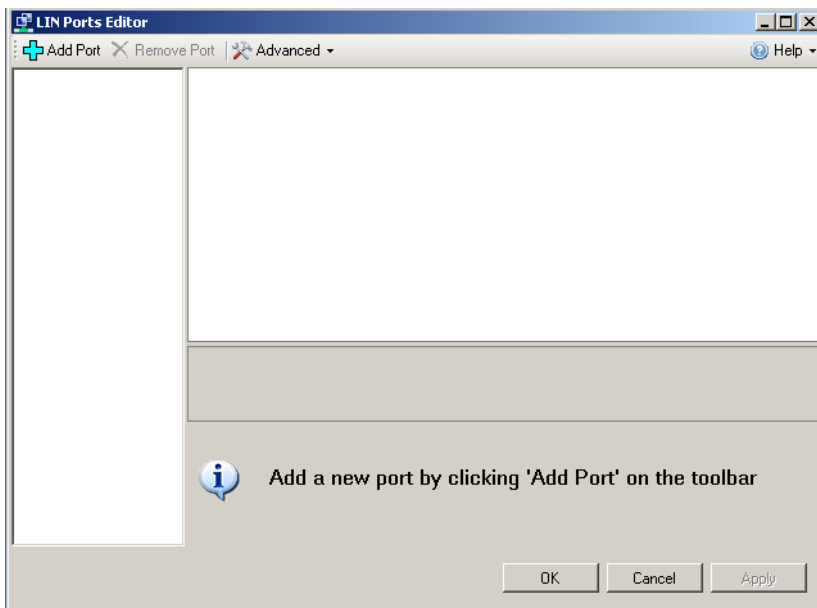 LIN Ports Editor
Add Port Remove Port Advanced Help
Add a new port by clicking 'Add Port' on the toolbar
OK Cancel Apply